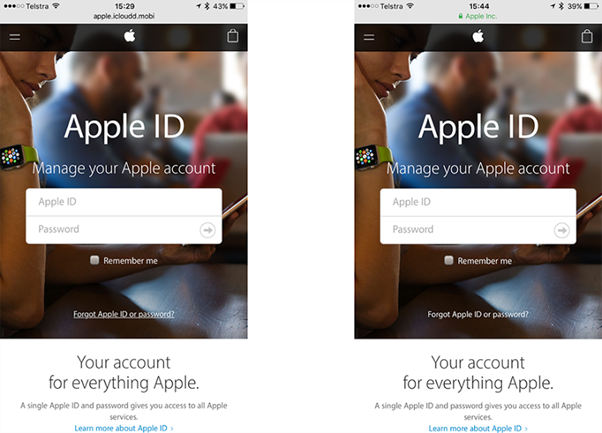 Telstra 15:29 43%
apple.icloudd.mobi
Apple ID
Manage your Apple account
Apple ID
Password
Remember me
Forgot Apple ID or password?
Your account
for everything Apple.
A single Apple ID and password gives you access to all Apple
services.
Learn more about Apple ID >
Telstra 15:44 39%
Apple Inc.
Apple ID
Manage your Apple account
Apple ID
Password
Remember me
Forgot Apple ID or password?
Your account
for everything Apple.
A single Apple ID and password gives you access to all Apple
services.
Learn more about Apple ID >